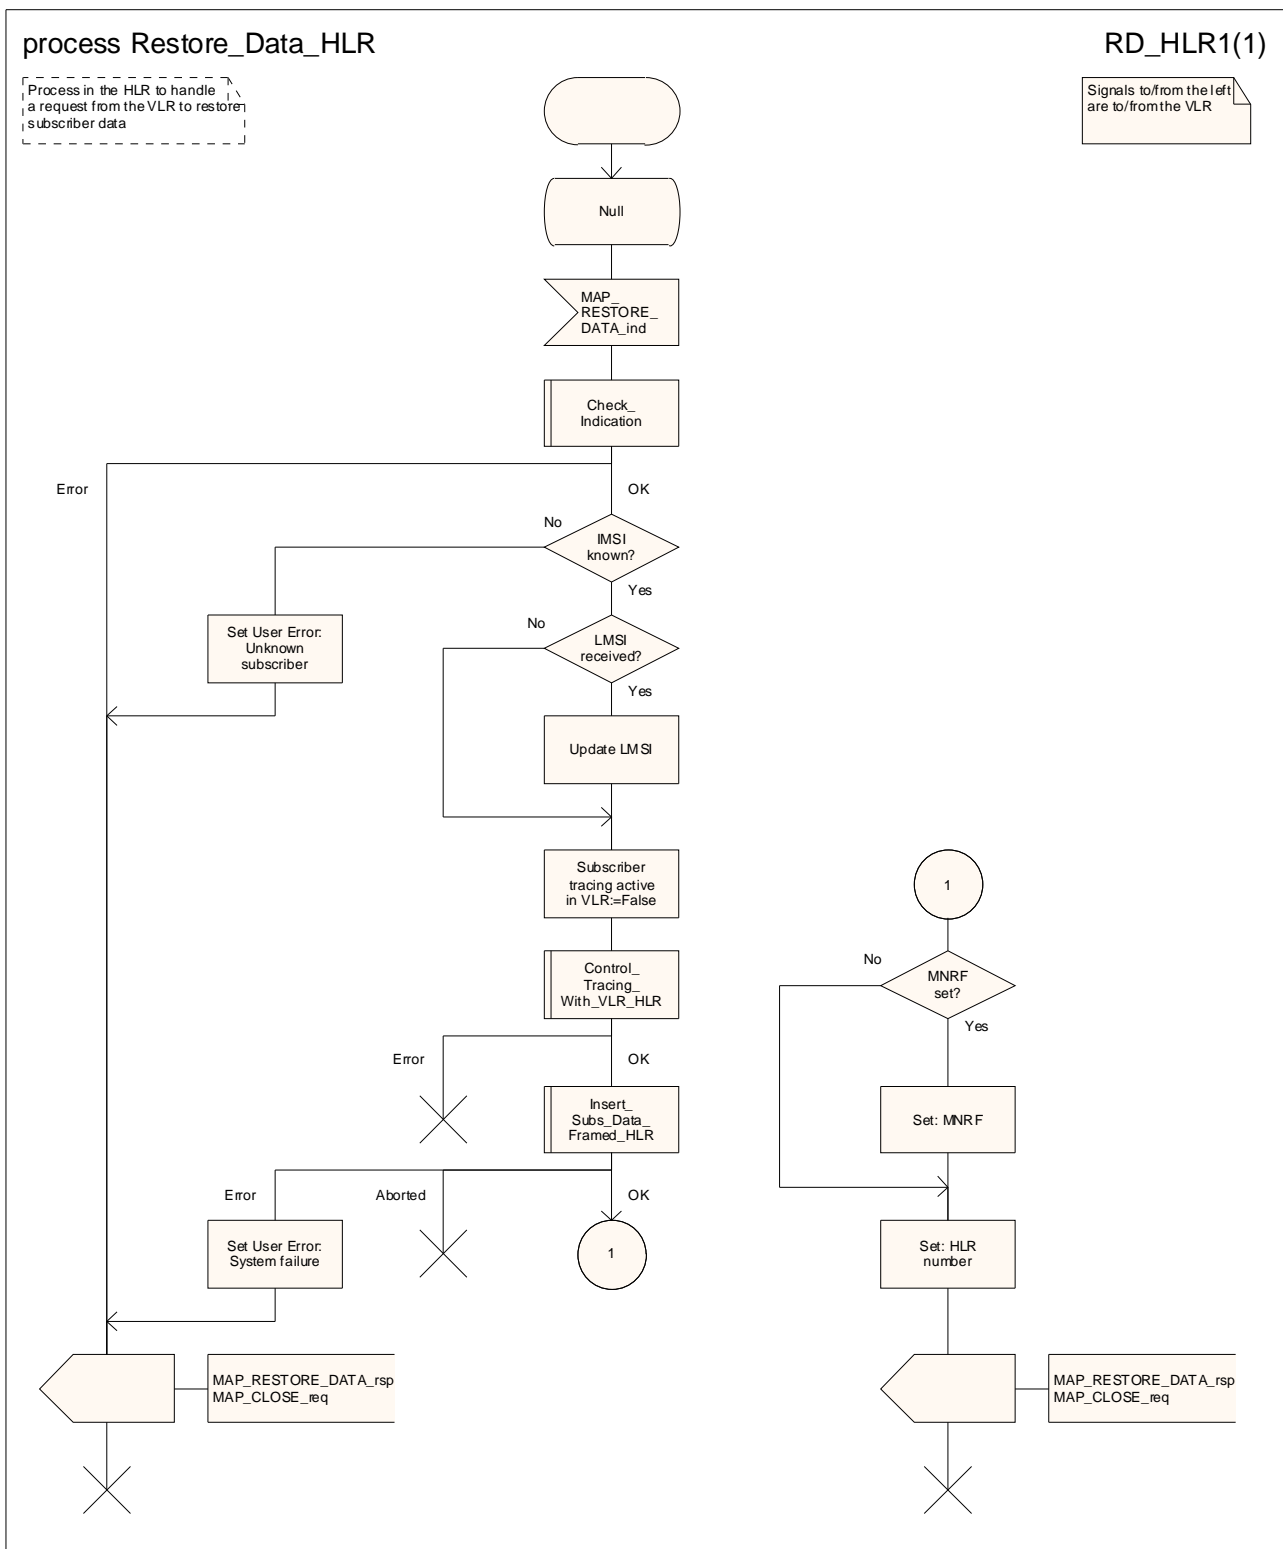 process Restore_Data_HLR
RD_HLR1(1)
Process in the HLR to handle
a request from the VLR to restore
subscriber data
Signals to/from the left
are to/from the VLR
Null
MAP_
RESTORE_
DATA_ind
Check_
Indication
Error
OK
No
IMSI
known?
Yes
Set User Error:
Unknown
subscriber
No
LMSI
received?
Yes
Update LMSI
Subscriber
tracing active
in VLR:=False
Control_
Tracing_
With_VLR_HLR
Error
OK
Insert_
Subs_Data_
Framed_HLR
Error
Aborted
OK
Set User Error:
System failure
1
MAP_RESTORE_DATA_rsp
MAP_CLOSE_req
1
No
MNRF
set?
Yes
Set: MNRF
Set: HLR
number
MAP_RESTORE_DATA_rsp
MAP_CLOSE_req